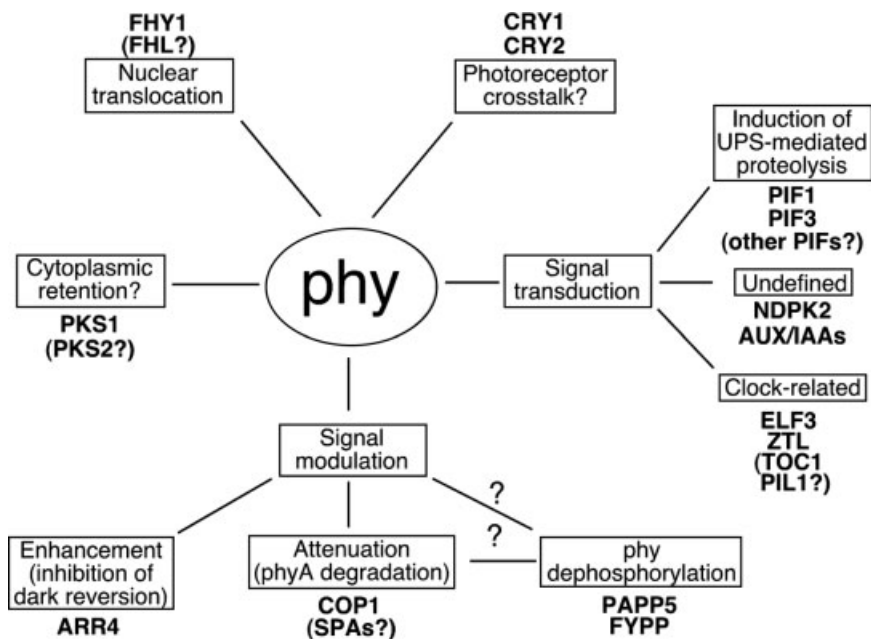 FHY1
(FHL?)
Nuclear
translocation
CRY1
CRY2
Photoreceptor
crosstalk?
Induction of
UPS-mediated
proteolysis
PIF1
PIF3
(other PIFs?)
Cytoplasmic
retention?
PKS1
(PKS2?)
phy
Signal
transduction
Undefined
NDPK2
AUX/IAAs
Clock-related
ELF3
ZTL
(TOC1
PIL1?)
Signal
modulation
?
?
Enhancement
(inhibition of
dark reversion)
ARR4
Attenuation
(phyA degradation)
COP1
(SPAs?)
phy
dephosphorylation
PAPP5
FYPP